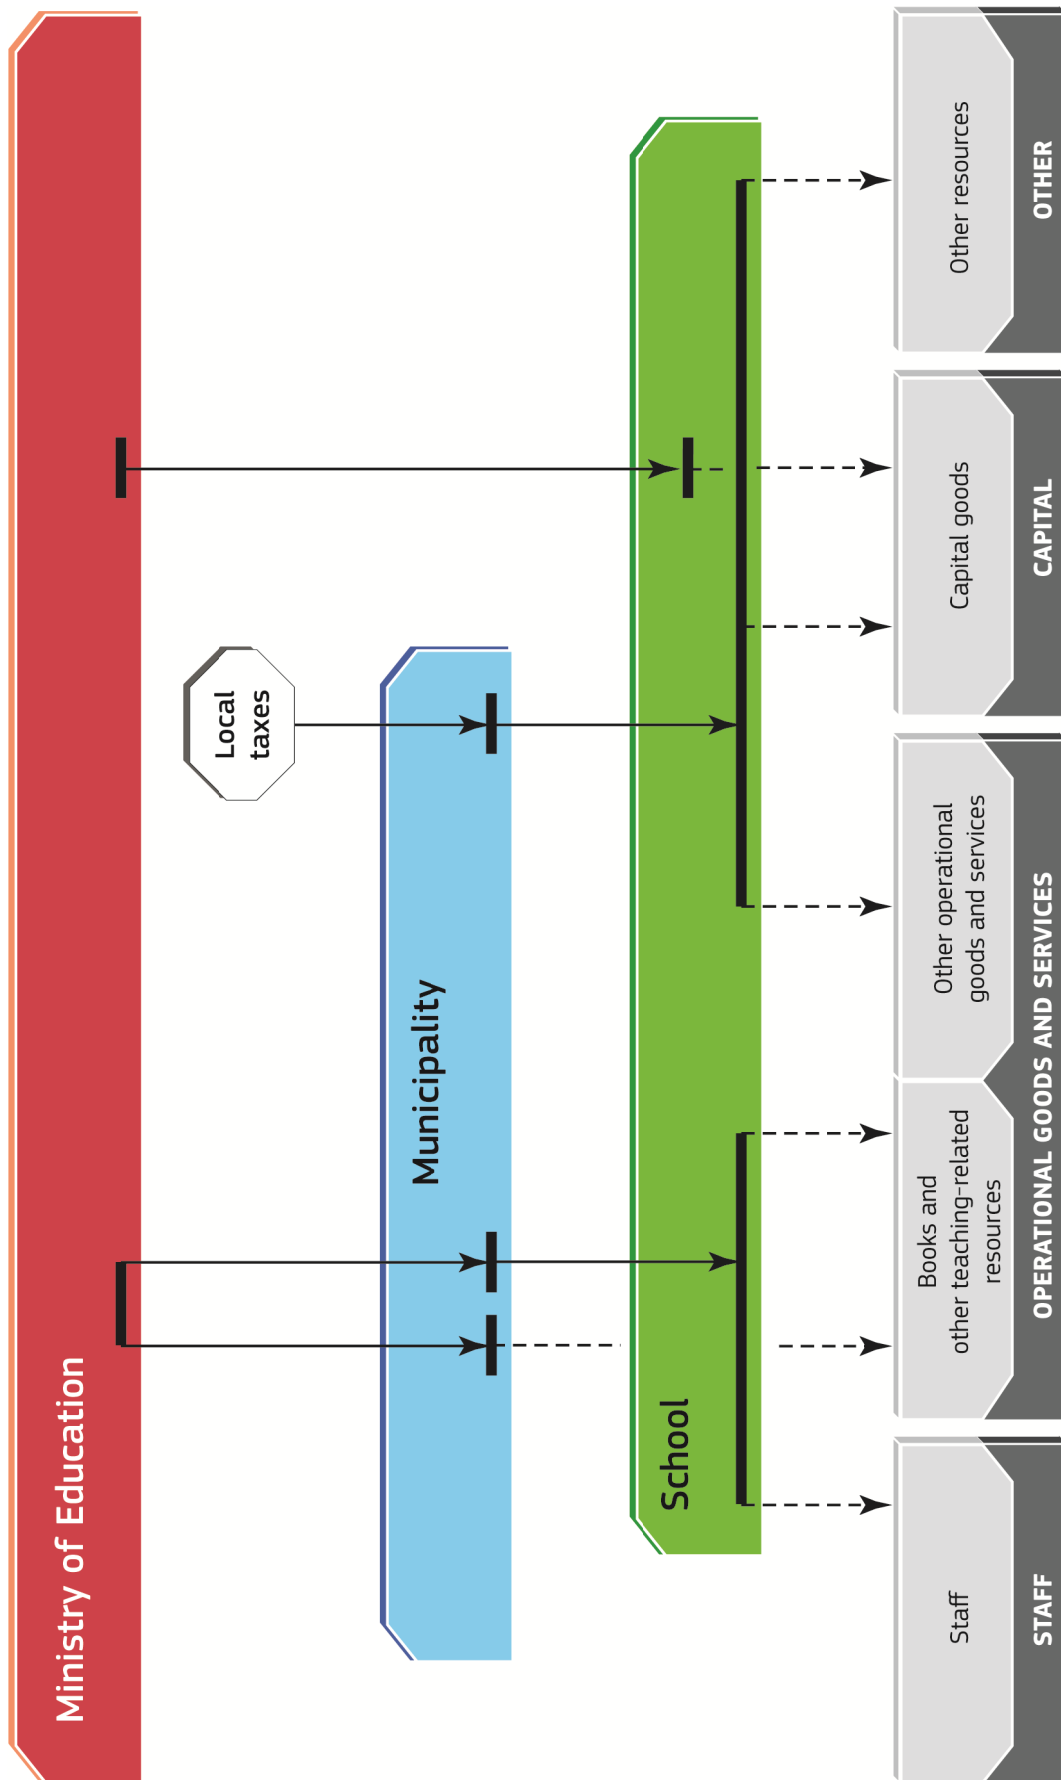 Ministry of Education
Local
taxes
Municipality
School
Staff
Books and
other teaching-related
resources
Other operational
goods and services
Capital goods
Other resources
STAFF
OPERATIONAL GOODS AND SERVICES
CAPITAL
OTHER